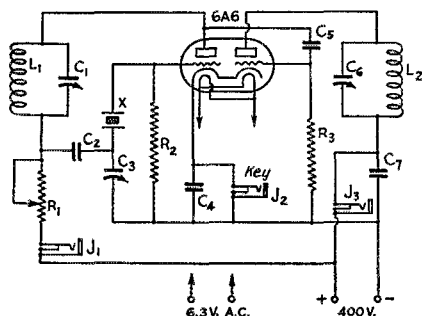 6A6
C5
L1
C1
C6
L2
X
C2
R2
R3
C3
C7
R1
Key
C4
J2
J3
J1
+ -
6.3V. A.C.
400V.